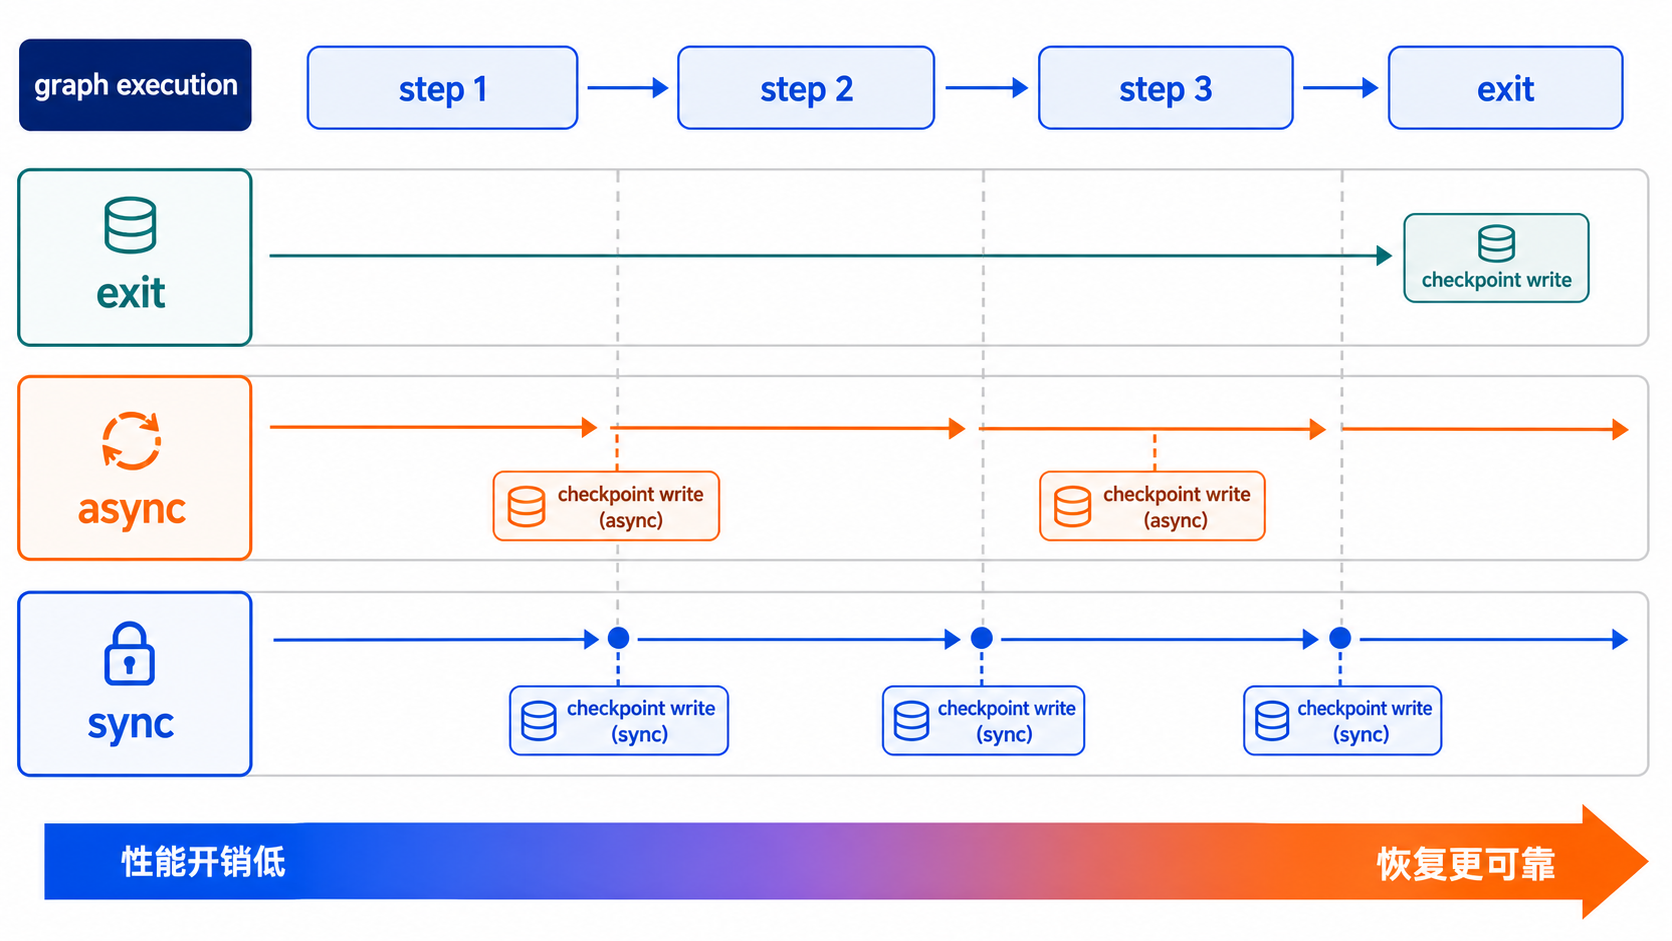 graph execution
step 1
step 2
step 3
exit
exit
checkpoint write
async
checkpoint write
(async)
checkpoint write
(async)
sync
checkpoint write
(sync)
checkpoint write
(sync)
checkpoint write
(sync)
性能开销低
恢复更可靠